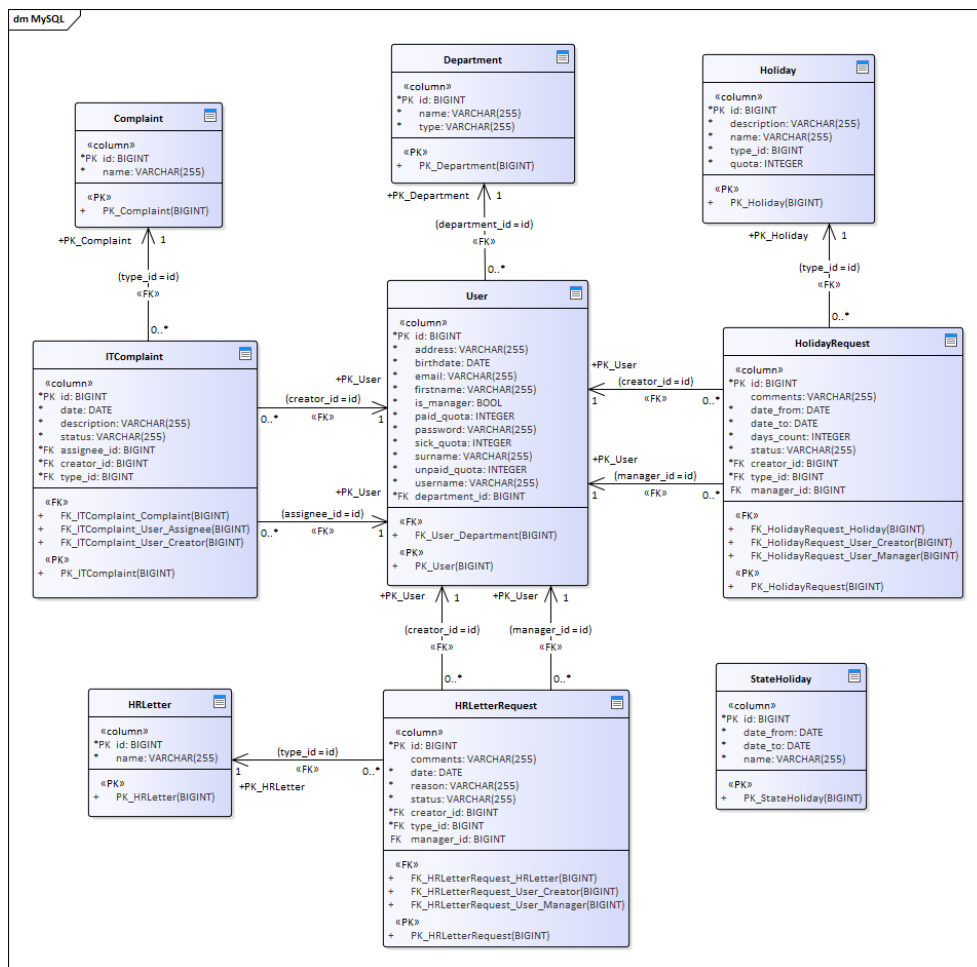 dm MySQL
Department
«column»
*PK id: BIGINT
* name: VARCHAR(255)
* type: VARCHAR(255)
«PK»
+ PK_Department(BIGINT)
Holiday
«column»
*PK id: BIGINT
* description: VARCHAR(255)
* name: VARCHAR(255)
* type_id: BIGINT
* quota: INTEGER
«PK»
+ PK_Holiday(BIGINT)
Complaint
«column»
*PK id: BIGINT
* name: VARCHAR(255)
«PK»
+ PK_Complaint(BIGINT)
+PK_Department 1
(department_id = id)
«FK»
0..*
+PK_Holiday 1
(type_id = id)
«FK»
0..*
+PK_Complaint 1
(type_id = id)
«FK»
0..*
User
«column»
*PK id: BIGINT
* address: VARCHAR(255)
* birthdate: DATE
* email: VARCHAR(255)
* firstname: VARCHAR(255)
* is_manager: BOOL
* paid_quota: INTEGER
* password: VARCHAR(255)
* sick_quota: INTEGER
* surname: VARCHAR(255)
* unpaid_quota: INTEGER
* username: VARCHAR(255)
*FK department_id: BIGINT
«FK»
+ FK_User_Department(BIGINT)
«PK»
+ PK_User(BIGINT)
ITComplaint
«column»
*PK id: BIGINT
* date: DATE
* description: VARCHAR(255)
* status: VARCHAR(255)
*FK assignee_id: BIGINT
*FK creator_id: BIGINT
*FK type_id: BIGINT
«FK»
+ FK_ITComplaint_Complaint(BIGINT)
+ FK_ITComplaint_User_Assignee(BIGINT)
+ FK_ITComplaint_User_Creator(BIGINT)
«PK»
+ PK_ITComplaint(BIGINT)
+PK_User
(creator_id = id)
0..* «FK» 1
+PK_User
(assignee_id = id)
0..* «FK» 1
HolidayRequest
«column»
*PK id: BIGINT
comments: VARCHAR(255)
* date_from: DATE
* date_to: DATE
* days_count: INTEGER
* status: VARCHAR(255)
*FK creator_id: BIGINT
*FK type_id: BIGINT
FK manager_id: BIGINT
«FK»
+ FK_HolidayRequest_Holiday(BIGINT)
+ FK_HolidayRequest_User_Creator(BIGINT)
+ FK_HolidayRequest_User_Manager(BIGINT)
«PK»
+ PK_HolidayRequest(BIGINT)
+PK_User
(creator_id = id)
1 «FK» 0..*
+PK_User
(manager_id = id)
1 «FK» 0..*
+PK_User 1
(creator_id = id)
«FK»
0..*
+PK_User 1
(manager_id = id)
«FK»
0..*
HRLetter
«column»
*PK id: BIGINT
* name: VARCHAR(255)
«PK»
+ PK_HRLetter(BIGINT)
(type_id = id)
1 «FK» 0..*
+PK_HRLetter
HRLetterRequest
«column»
*PK id: BIGINT
comments: VARCHAR(255)
* date: DATE
* reason: VARCHAR(255)
* status: VARCHAR(255)
*FK creator_id: BIGINT
*FK type_id: BIGINT
FK manager_id: BIGINT
«FK»
+ FK_HRLetterRequest_HRLetter(BIGINT)
+ FK_HRLetterRequest_User_Creator(BIGINT)
+ FK_HRLetterRequest_User_Manager(BIGINT)
«PK»
+ PK_HRLetterRequest(BIGINT)
StateHoliday
«column»
*PK id: BIGINT
* date_from: DATE
* date_to: DATE
* name: VARCHAR(255)
«PK»
+ PK_StateHoliday(BIGINT)